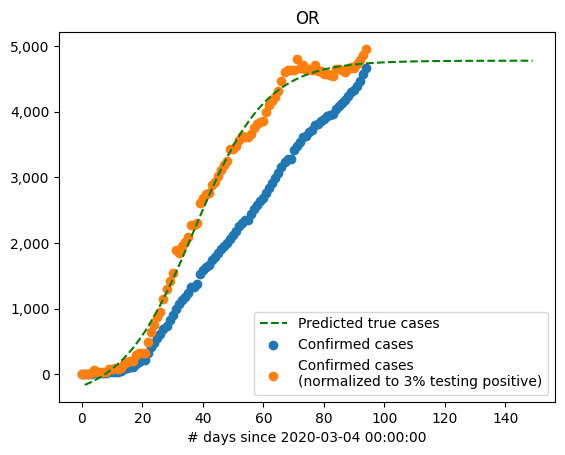 OR
5,000
4,000
3,000
2,000
1,000
0
Predicted true cases
Confirmed cases
Confirmed cases
(normalized to 3% testing positive)
0 20 40 60 80 100 120 140
# days since 2020-03-04 00:00:00